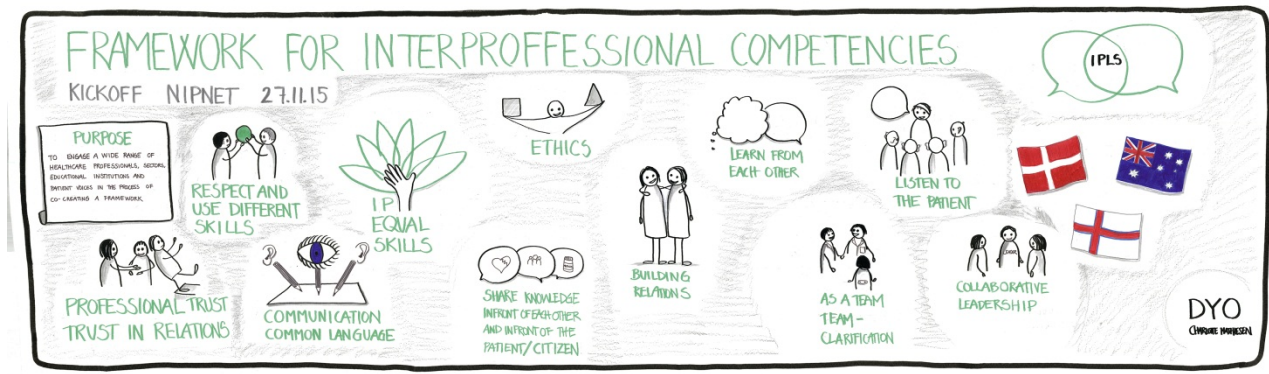 FRAMEWORK FOR INTERPROFFESSIONAL COMPETENCIES
KICKOFF NIPNET 27.11.15
IPLS
PURPOSE
TO ENGAGE A WIDE RANGE OF
HEALTHCARE PROFESSIONALS, SECTORS,
EDUCATIONAL INSTITUTIONS AND
PATIENT VOICES IN THE PROCESS OF
CO-CREATING A FRAMEWORK
RESPECT AND
USE DIFFERENT
SKILLS
IP
EQUAL
SKILLS
ETHICS
LEARN FROM
EACH OTHER
LISTEN TO
THE PATIENT
PROFESSIONAL TRUST
TRUST IN RELATIONS
COMMUNICATION
COMMON LANGUAGE
SHARE KNOWLEDGE
INFRONT OF EACH OTHER
AND INFRONT OF THE
PATIENT/CITIZEN
BUILDING
RELATIONS
AS A TEAM
TEAM-
CLARIFICATION
COLLABORATIVE
LEADERSHIP
DYO